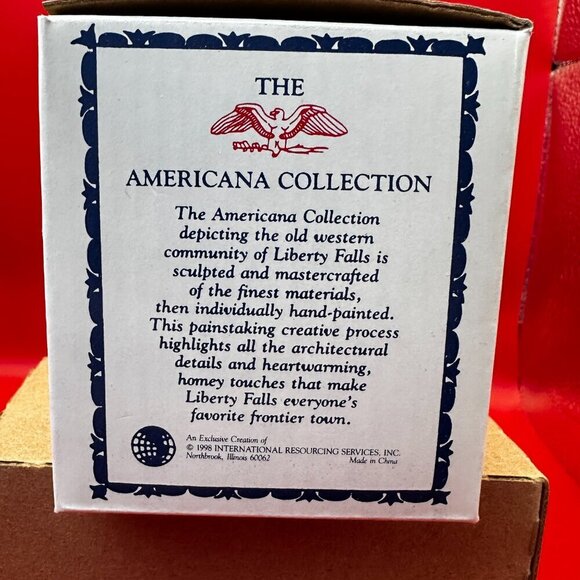 THE
AMERICANA COLLECTION
The Americana Collection
depicting the old western
community of Liberty Falls is
sculpted and mastercrafted
of the finest materials,
then individually hand-painted.
This painstaking creative process
highlights all the architectural
details and heartwarming,
homey touches that make
Liberty Falls everyone's
favorite frontier town.
An Exclusive Creation of
© 1998 INTERNATIONAL RESOURCING SERVICES, INC.
Northbrook, Illinois 60062 Made in China